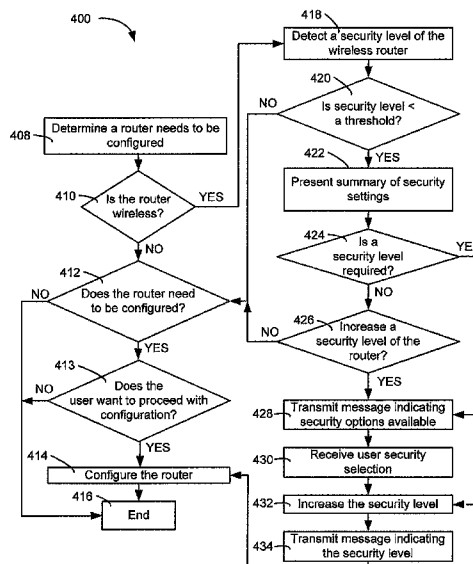 400
408
Determine a router needs to be
configured
410
Is the router
wireless?
YES
NO
412
Does the router need
to be configured?
NO
YES
413
Does the
user want to proceed with
configuration?
NO
YES
414
Configure the router
416
End
418
Detect a security level of the
wireless router
420
Is security level <
a threshold?
NO
YES
422
Present summary of security
settings
424
Is a
security level
required?
YES
NO
426
Increase a
security level of the
router?
NO
YES
428
Transmit message indicating
security options available
430
Receive user security
selection
432
Increase the security level
434
Transmit message indicating
the security level